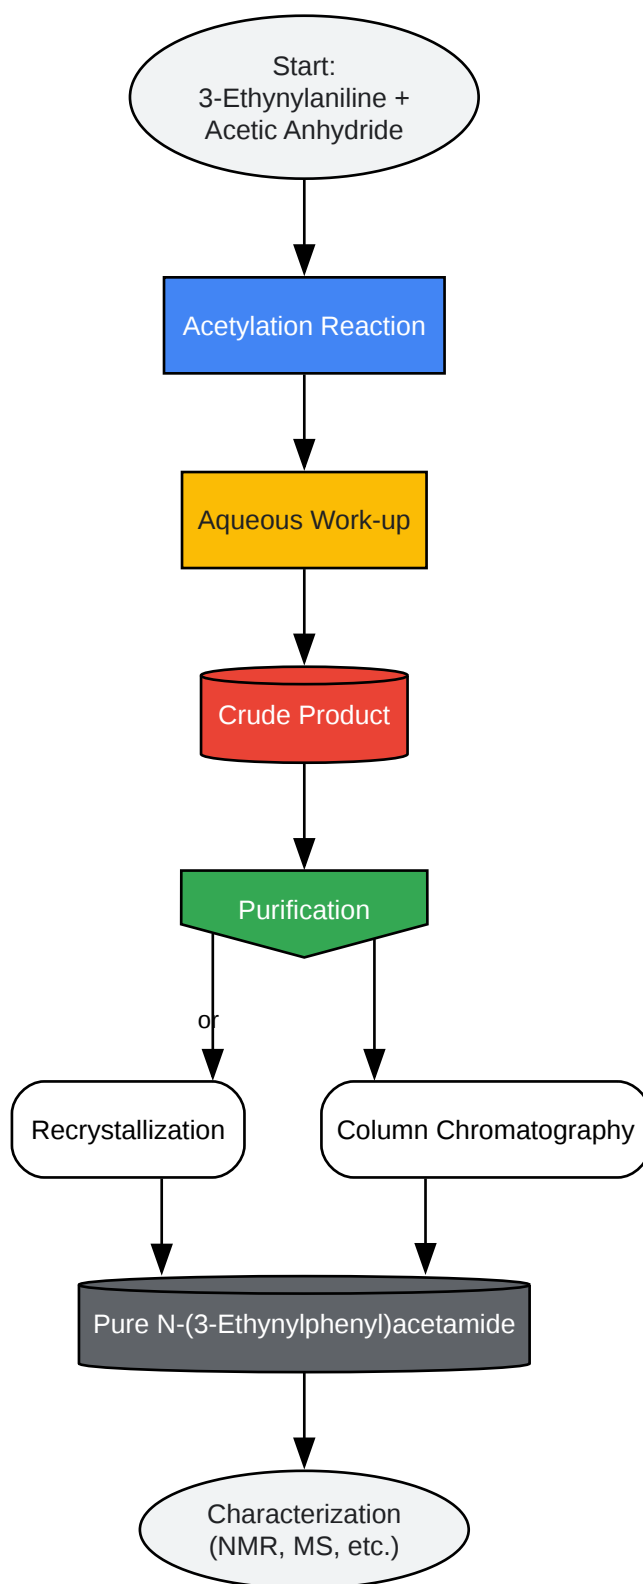 Start:
3-Ethynylaniline +
Acetic Anhydride
Acetylation Reaction
Aqueous Work-up
Crude Product
Purification
or
Recrystallization
Column Chromatography
Pure N-(3-Ethynylphenyl)acetamide
Characterization
(NMR, MS, etc.)